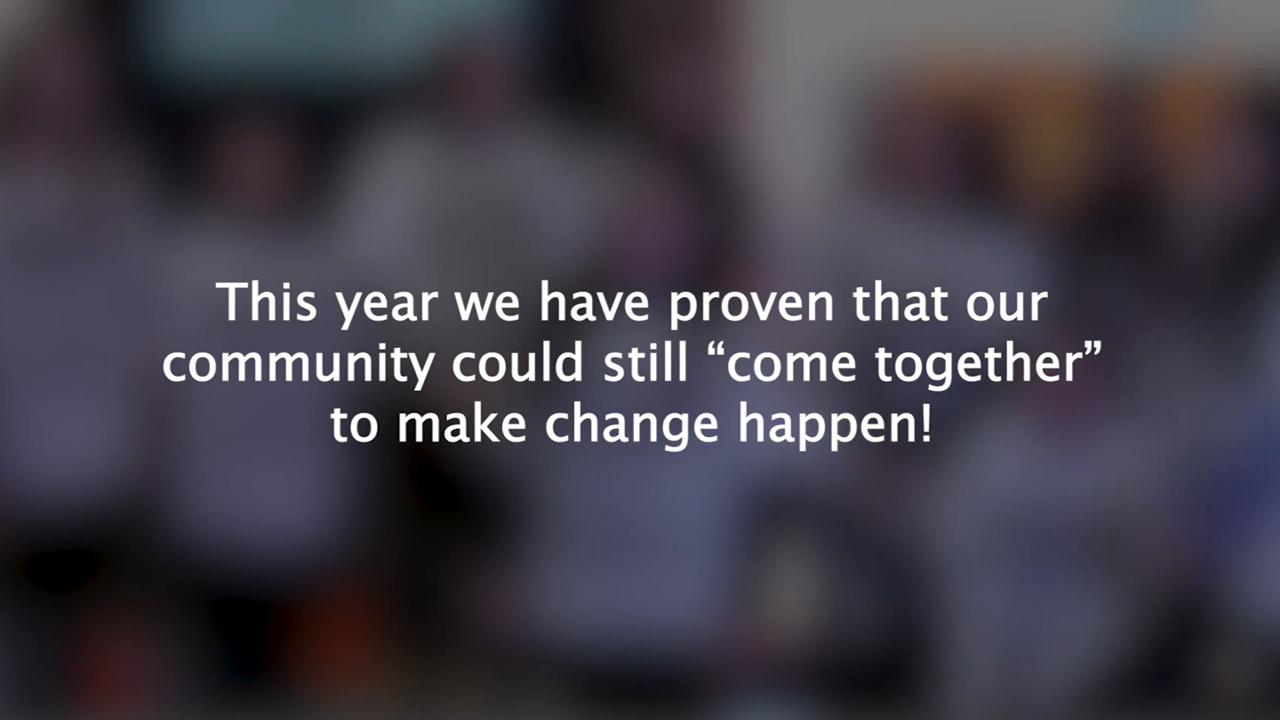 This year we have proven that our
community could still “come together”
to make change happen!